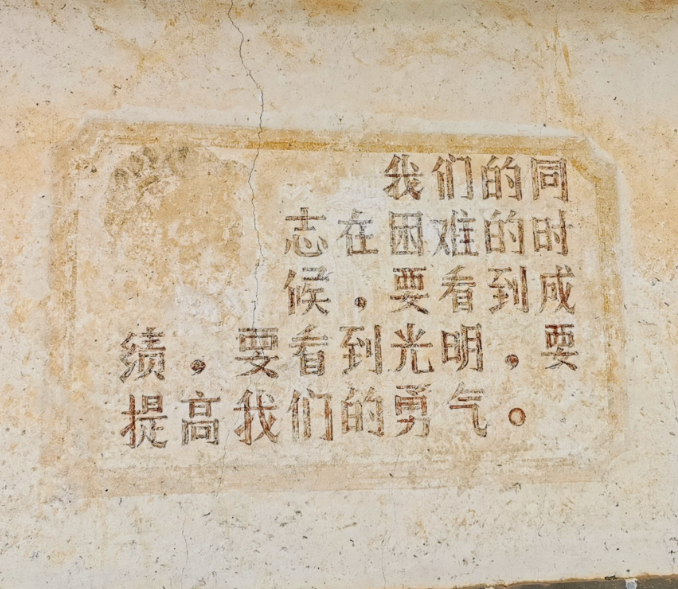 我们的同
志在困难的时
候，要看到成
绩，要看到光明，要
提高我们的勇气。